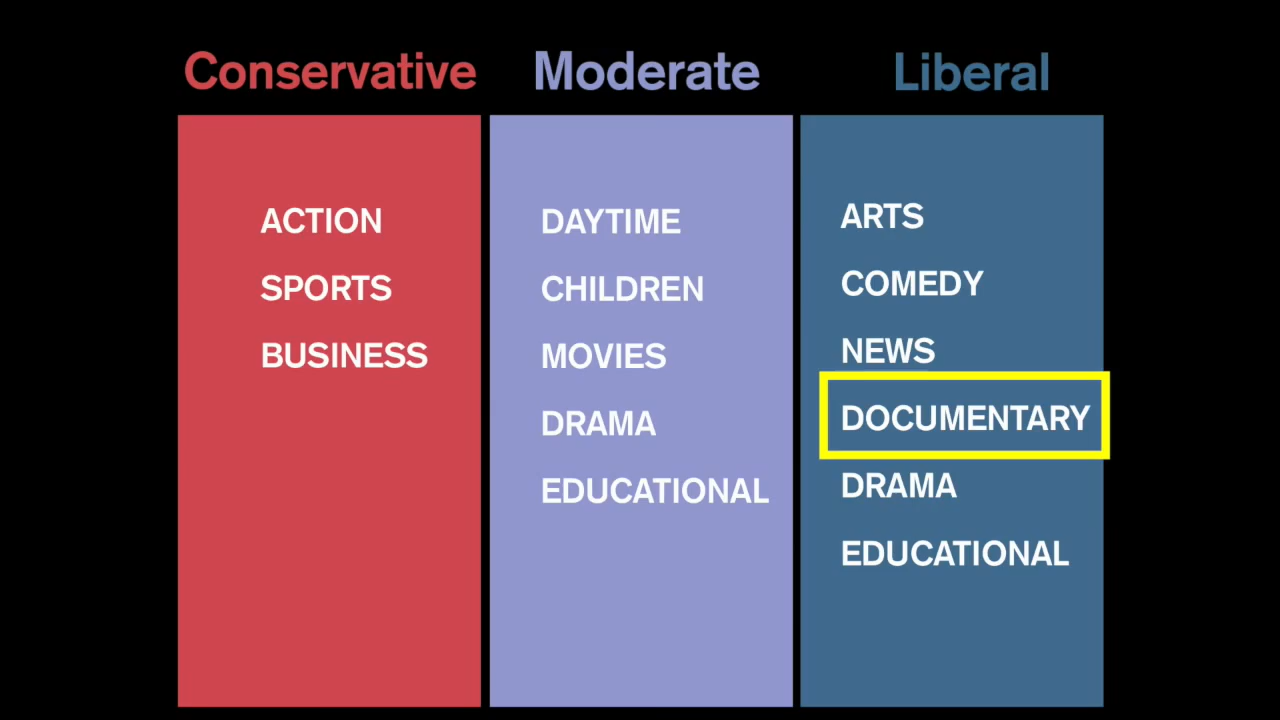 Conservative
ACTION
SPORTS
BUSINESS
Moderate
DAYTIME
CHILDREN
MOVIES
DRAMA
EDUCATIONAL
Liberal
ARTS
COMEDY
NEWS
DOCUMENTARY
DRAMA
EDUCATIONAL